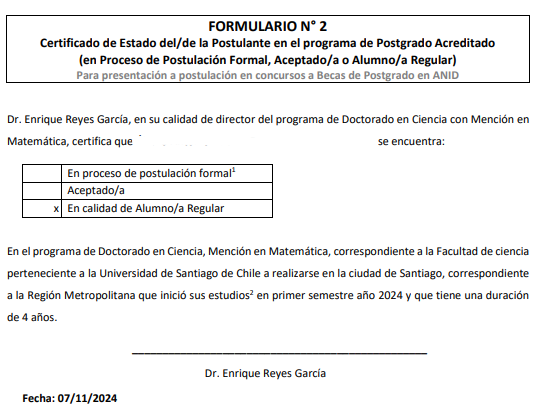 FORMULARIO N° 2
Certificado de Estado del/de la Postulante en el programa de Postgrado Acreditado
(en Proceso de Postulación Formal, Aceptado/a o Alumno/a Regular)
Para presentación a postulación en concursos a Becas de Postgrado en ANID
Dr. Enrique Reyes García, en su calidad de director del programa de Doctorado en Ciencia con Mención en
Matemática, certifica que se encuentra:
En proceso de postulación formal¹
Aceptado/a
x En calidad de Alumno/a Regular
En el programa de Doctorado en Ciencia, Mención en Matemática, correspondiente a la Facultad de ciencia
perteneciente a la Universidad de Santiago de Chile a realizarse en la ciudad de Santiago, correspondiente
a la Región Metropolitana que inició sus estudios² en primer semestre año 2024 y que tiene una duración
de 4 años.
Dr. Enrique Reyes García
Fecha: 07/11/2024